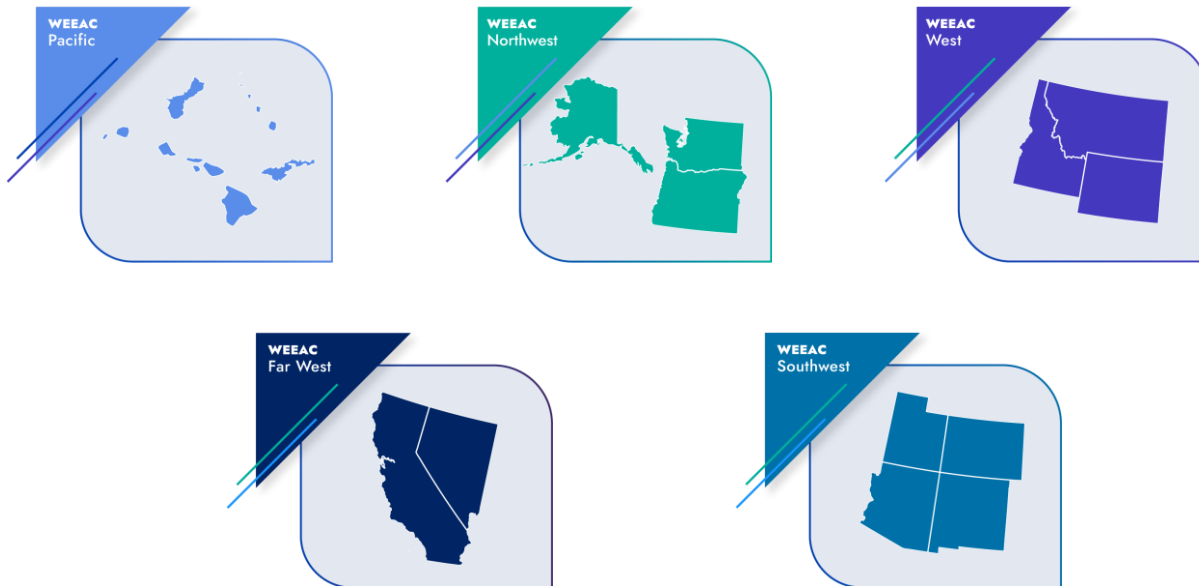 WEEAC
Pacific
WEEAC
Northwest
WEEAC
West
WEEAC
Far West
WEEAC
Southwest